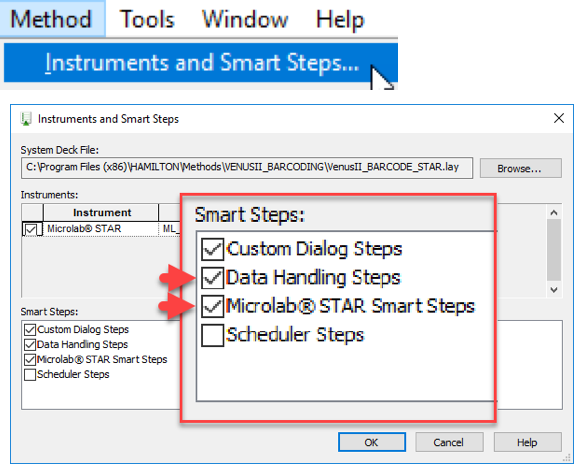 Method Tools Window Help
Instruments and Smart Steps...
Instruments and Smart Steps
System Deck File:
C:\Program Files (x86)\HAMILTON\Methods\VENUSII_BARCODING\VenusII_BARCODE_STAR.lay Browse...
Instruments:
Instrument
Microlab® STAR ML_
Smart Steps:
Custom Dialog Steps
Data Handling Steps
Microlab® STAR Smart Steps
Scheduler Steps
Smart Steps:
Custom Dialog Steps
Data Handling Steps
Microlab® STAR Smart Steps
Scheduler Steps
OK Cancel Help